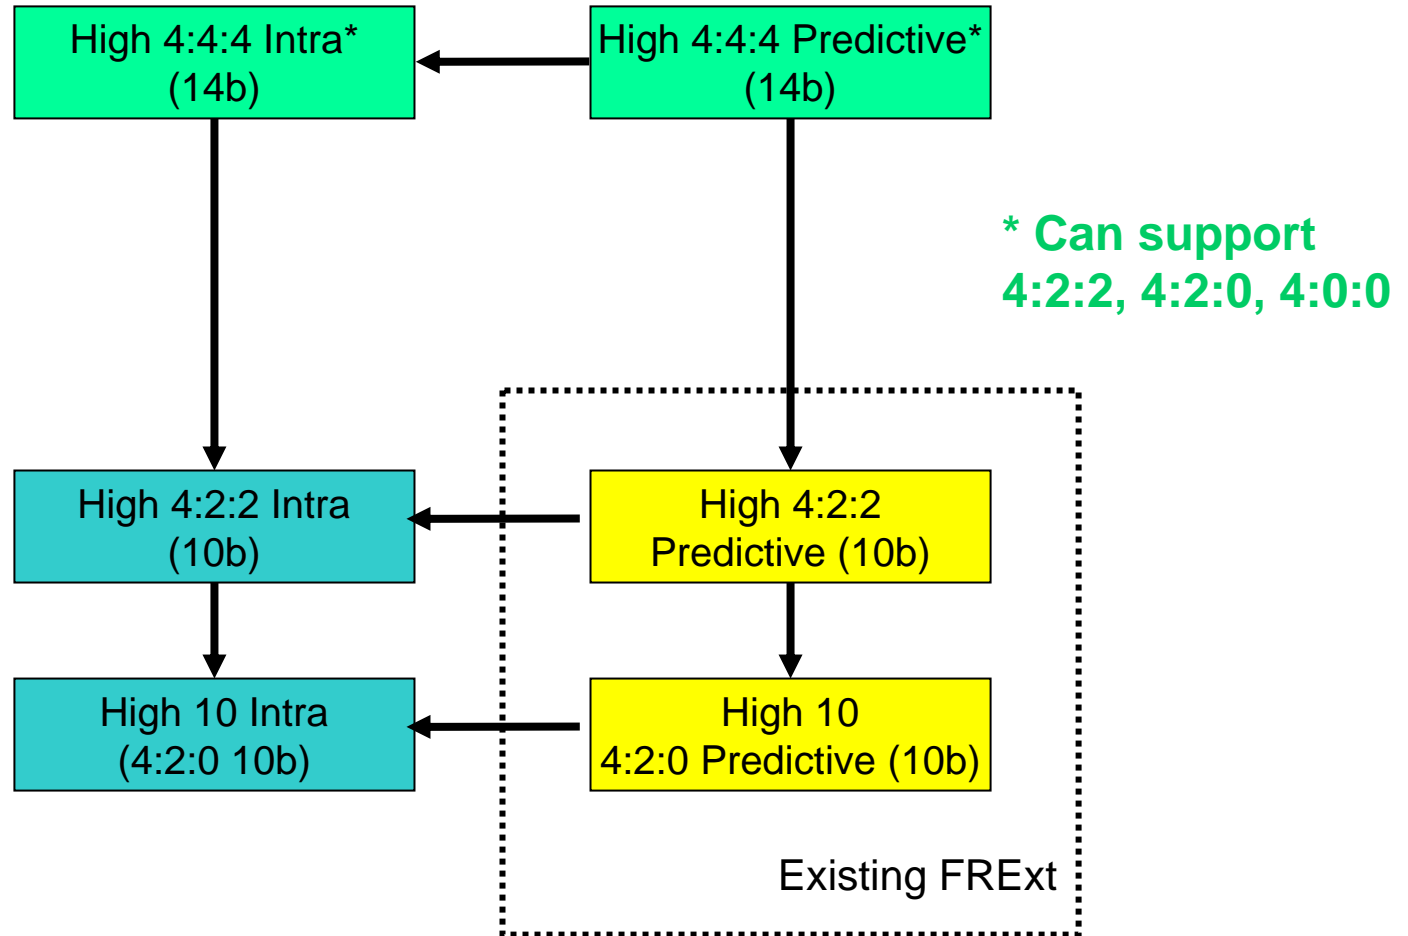 High 4:4:4 Intra*
(14b)
High 4:4:4 Predictive*
(14b)
* Can support
4:2:2, 4:2:0, 4:0:0
High 4:2:2 Intra
(10b)
High 4:2:2
Predictive (10b)
High 10 Intra
(4:2:0 10b)
High 10
4:2:0 Predictive (10b)
Existing FRExt